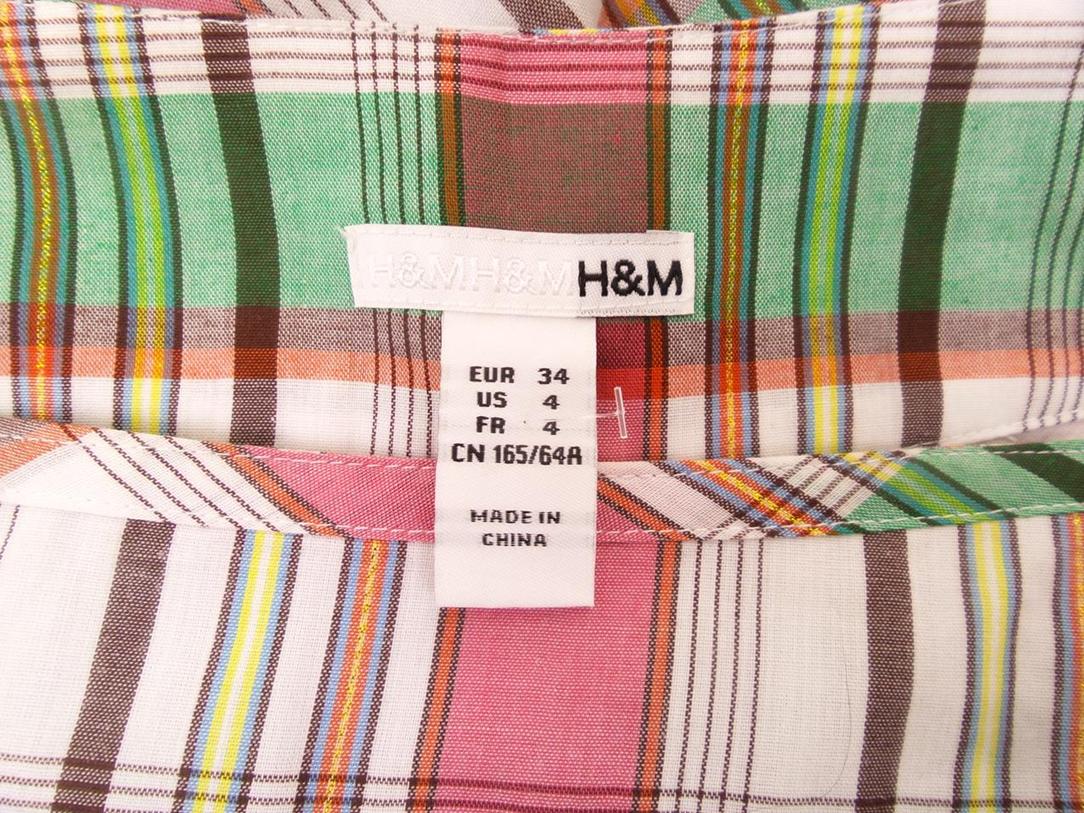 H&MH&MH&M
EUR 34
US 4
FR 4
CN 165/64A
MADE IN
CHINA